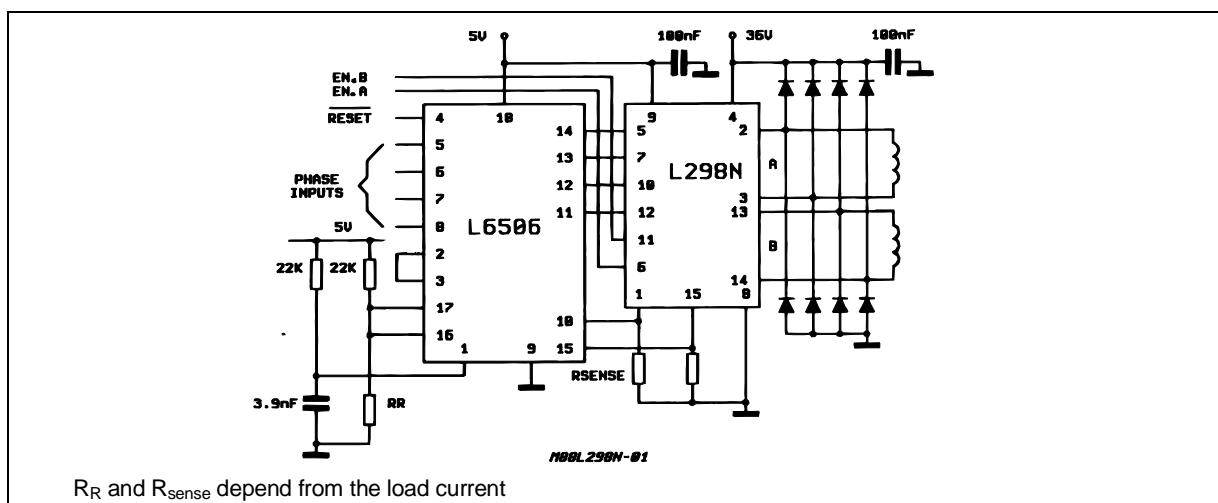 5V 100nF 36V 100nF
EN.B
EN.A
RESET 4 18 9 4
5 14 5 2
6 13 7 L298N A
PHASE INPUTS 7 12 10 3
8 L6506 11 12 13
5V 2 11 B
22K 22K 3 6 14
17 10 1 15 8
16 15
1 9 RSENSE
3.9nF RR
M88L298N-01
RR and Rsense depend from the load current